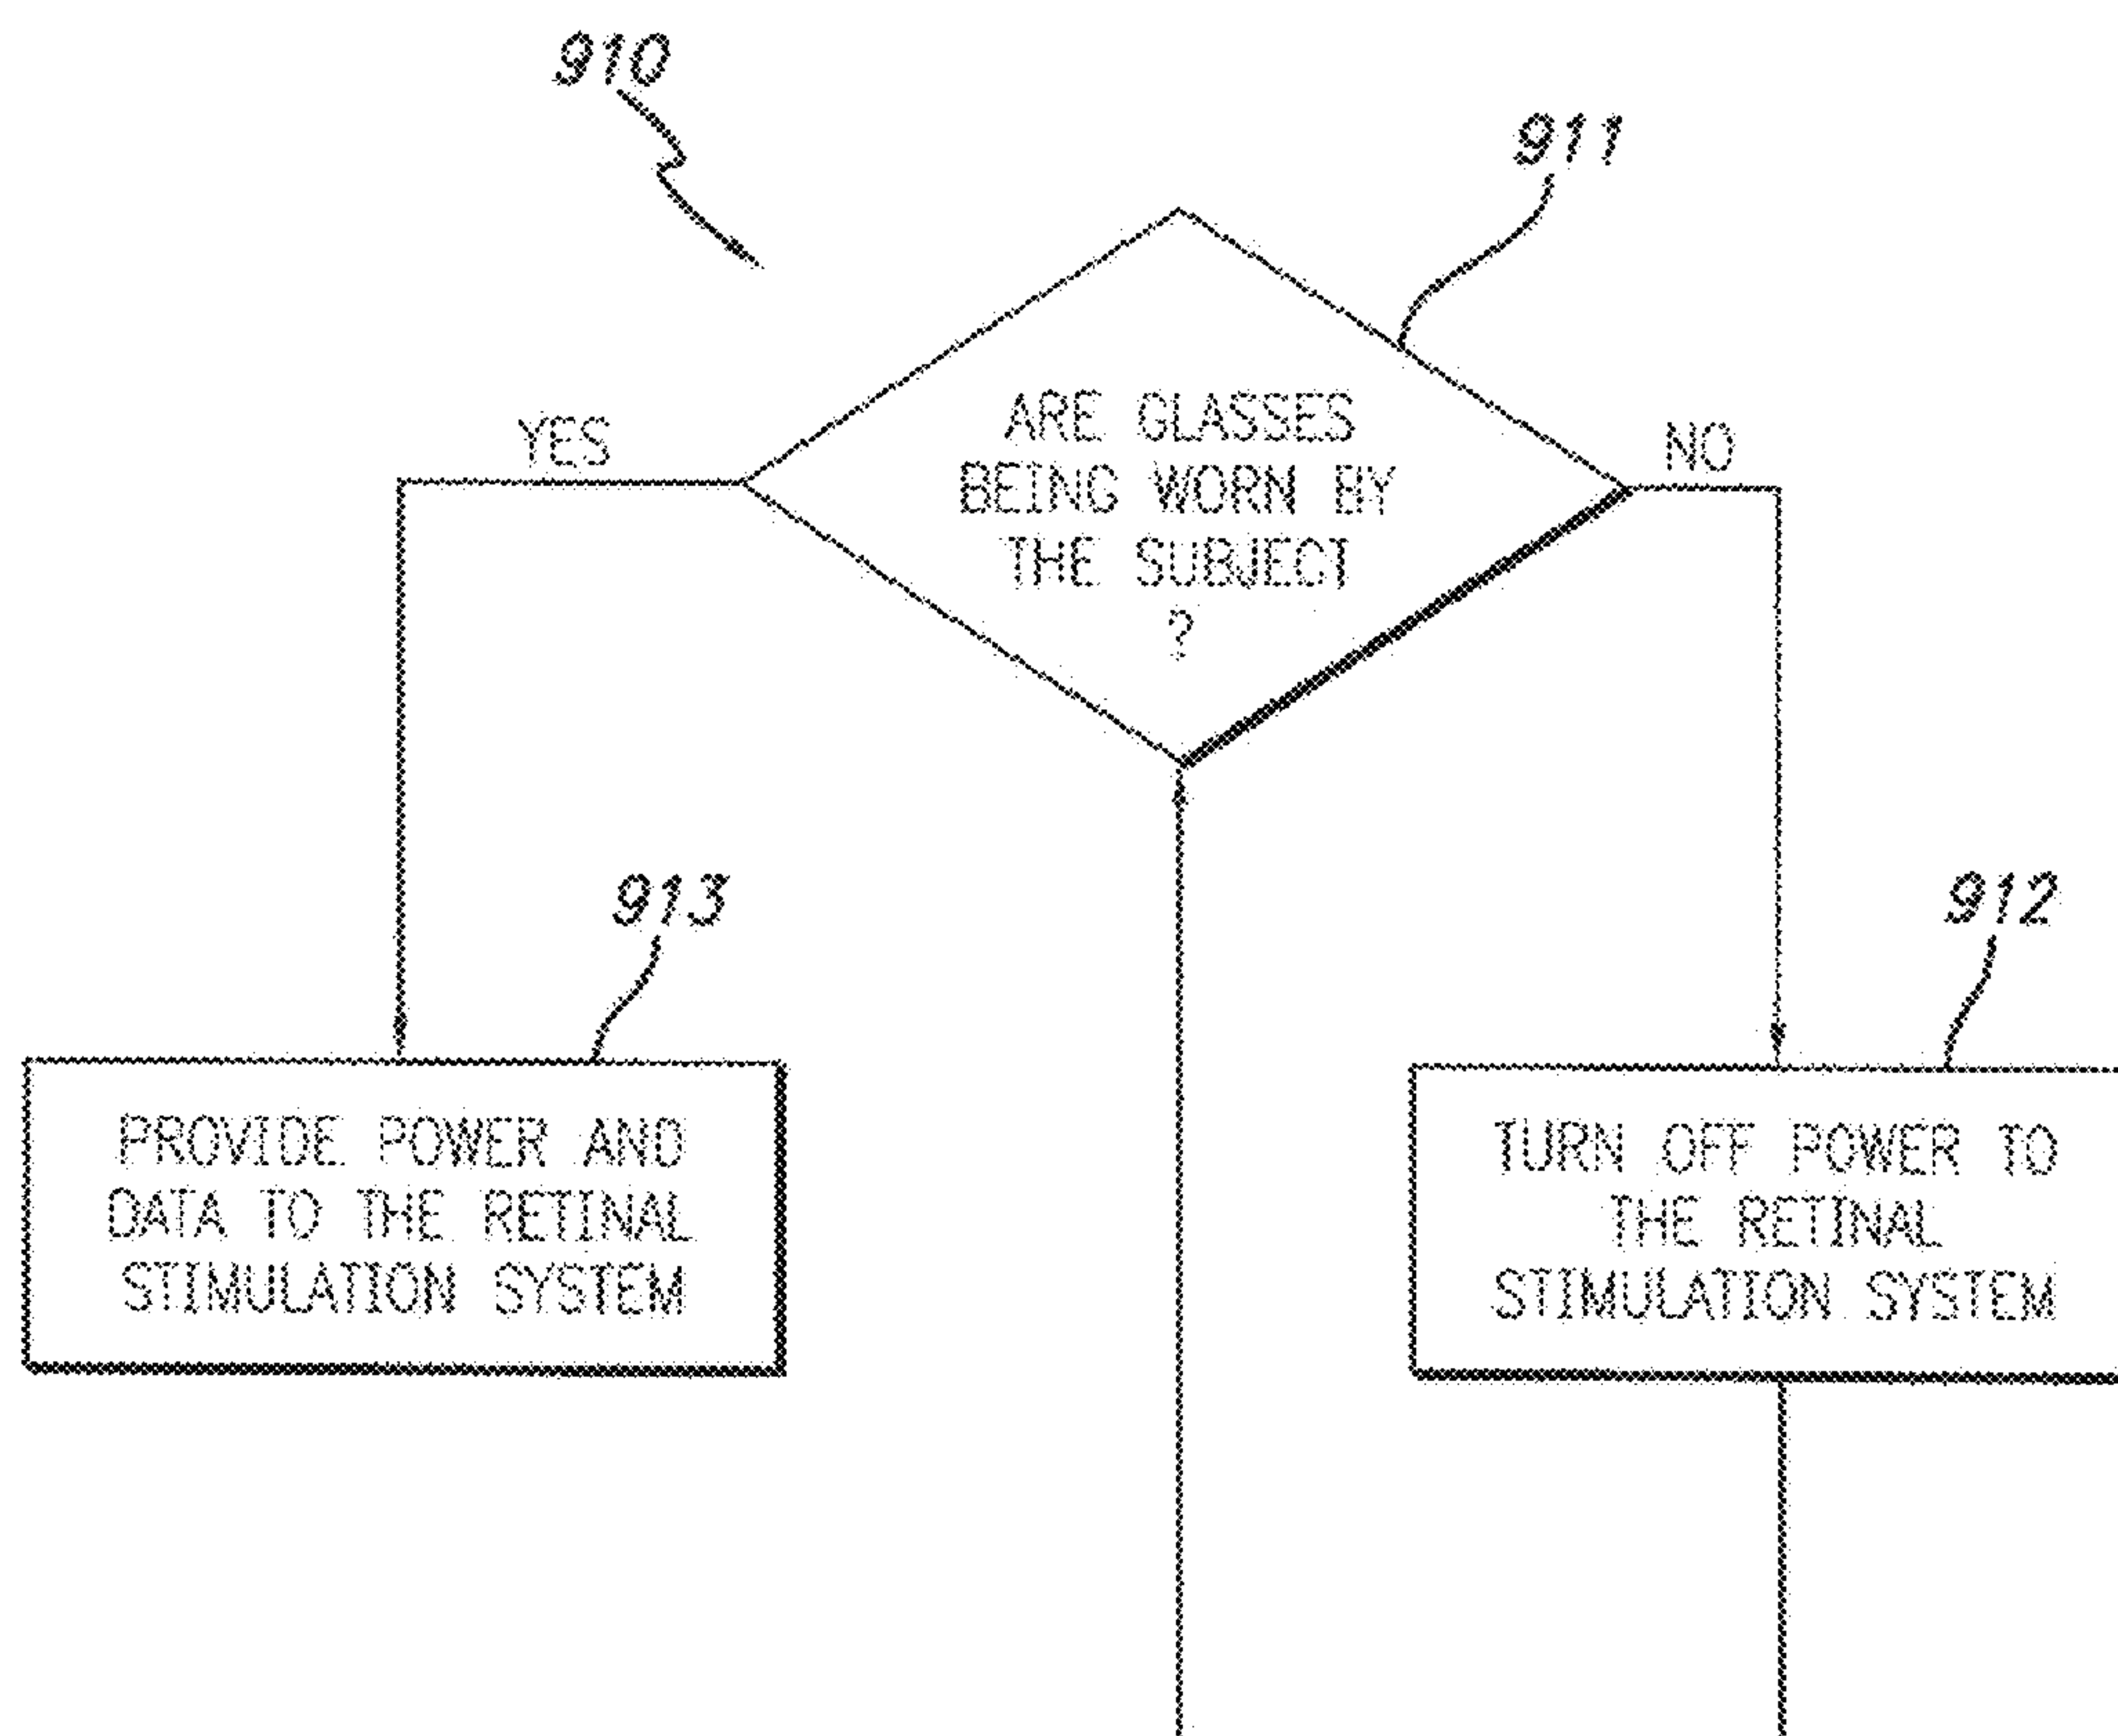 910
911
ARE GLASSES
BEING WORN BY
THE SUBJECT
?
YES
NO
913
912
PROVIDE POWER AND
DATA TO THE RETINAL
STIMULATION SYSTEM
TURN OFF POWER TO
THE RETINAL
STIMULATION SYSTEM